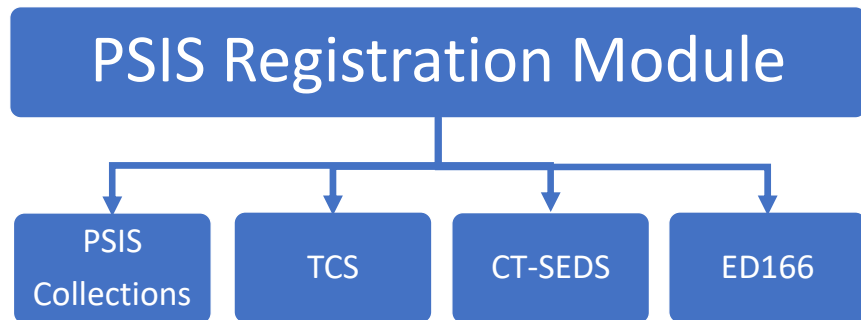 PSIS Registration Module
PSIS
Collections
TCS
CT-SEDS
ED166